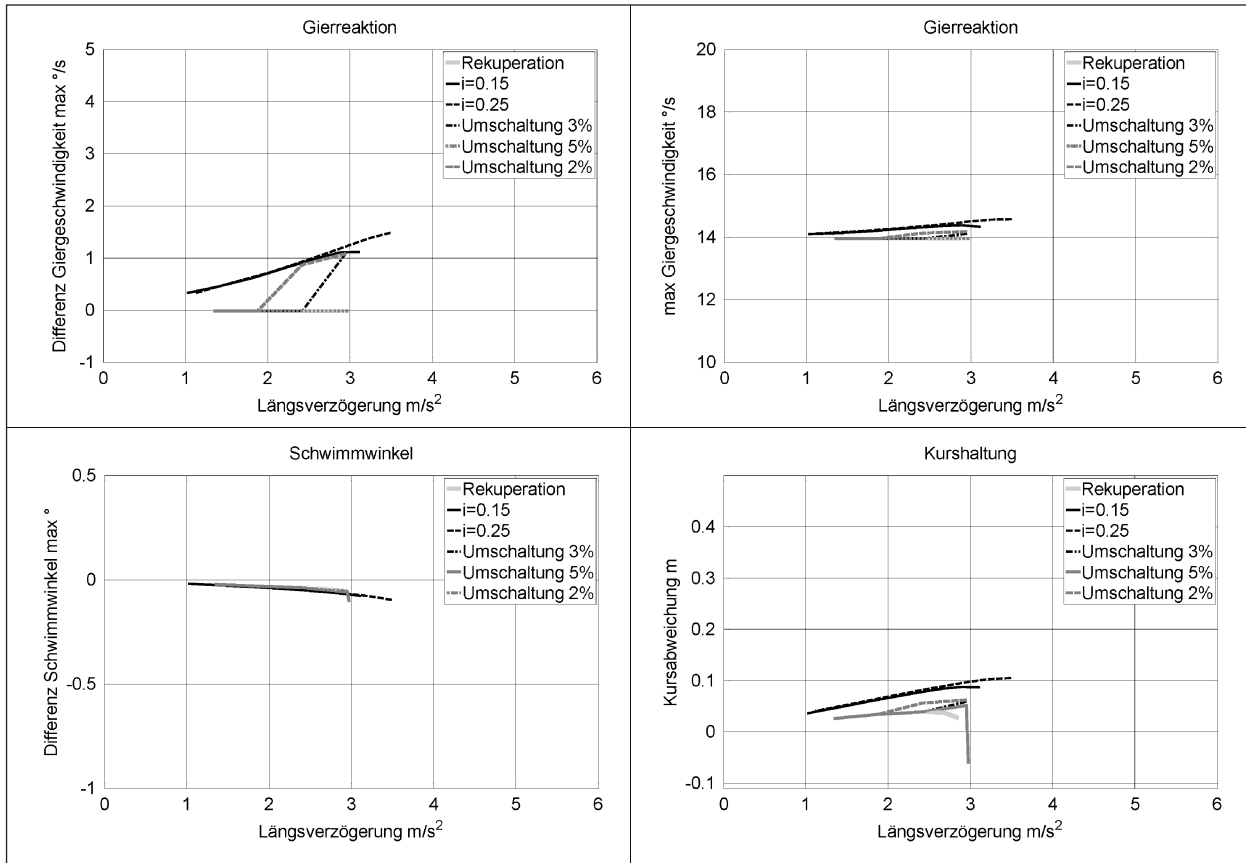 Gierreaktion
Differenz Giergeschwindigkeit max °/s
5
4
3
2
1
0
-1
0 1 2 3 4 5 6
Längsverzögerung m/s²
Rekuperation
i=0.15
i=0.25
Umschaltung 3%
Umschaltung 5%
Umschaltung 2%
Gierreaktion
max Giergeschwindigkeit °/s
20
18
16
14
12
10
0 1 2 3 4 5 6
Längsverzögerung m/s²
Rekuperation
i=0.15
i=0.25
Umschaltung 3%
Umschaltung 5%
Umschaltung 2%
Schwimmwinkel
Differenz Schwimmwinkel max °
0.5
0
-0.5
-1
0 1 2 3 4 5 6
Längsverzögerung m/s²
Rekuperation
i=0.15
i=0.25
Umschaltung 3%
Umschaltung 5%
Umschaltung 2%
Kurshaltung
Kursabweichung m
0.4
0.3
0.2
0.1
0
-0.1
0 1 2 3 4 5 6
Längsverzögerung m/s²
Rekuperation
i=0.15
i=0.25
Umschaltung 3%
Umschaltung 5%
Umschaltung 2%